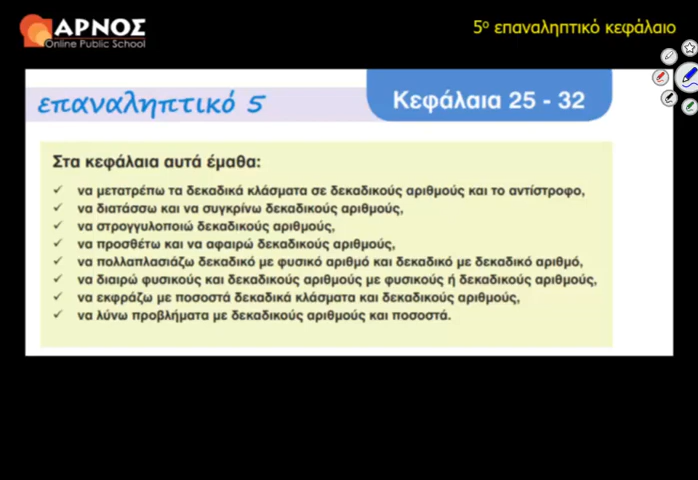 ΑΡΝΟΣ
Online Public School
5ο επαναληπτικό κεφάλαιο
επαναληπτικό 5
Κεφάλαια 25 - 32
Στα κεφάλαια αυτά έμαθα:
✓ να μετατρέπω τα δεκαδικά κλάσματα σε δεκαδικούς αριθμούς και το αντίστροφο,
✓ να διατάσσω και να συγκρίνω δεκαδικούς αριθμούς,
✓ να στρογγυλοποιώ δεκαδικούς αριθμούς,
✓ να προσθέτω και να αφαιρώ δεκαδικούς αριθμούς,
✓ να πολλαπλασιάζω δεκαδικό με φυσικό αριθμό και δεκαδικό με δεκαδικό αριθμό,
✓ να διαιρώ φυσικούς και δεκαδικούς αριθμούς με φυσικούς ή δεκαδικούς αριθμούς,
✓ να εκφράζω με ποσοστά δεκαδικά κλάσματα και δεκαδικούς αριθμούς,
✓ να λύνω προβλήματα με δεκαδικούς αριθμούς και ποσοστά.